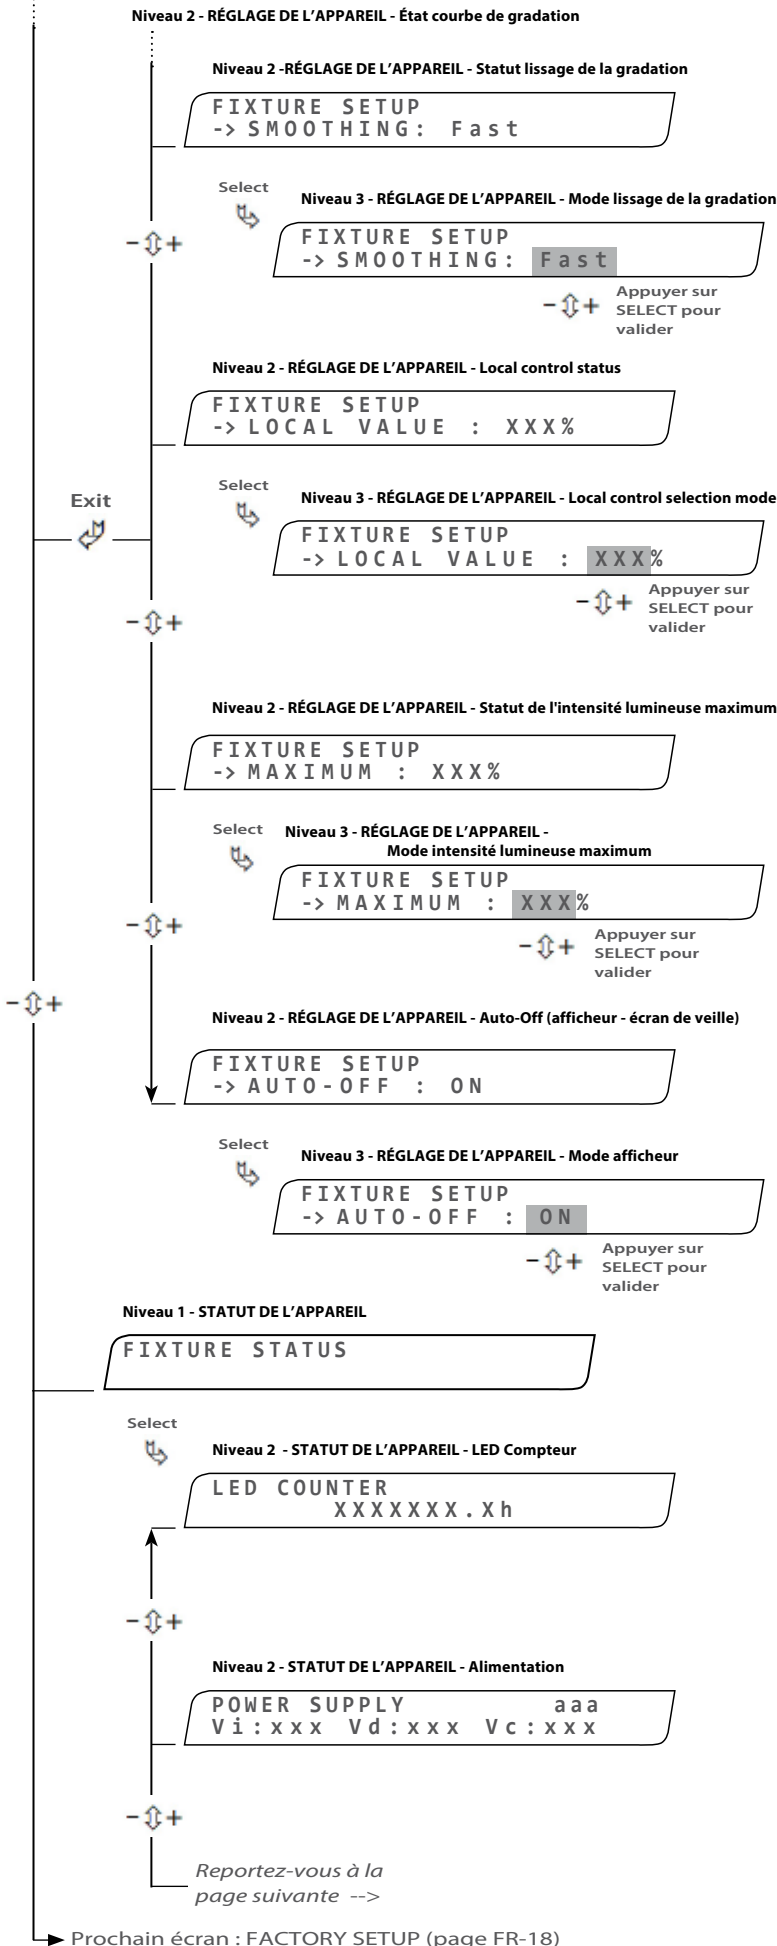 Niveau 2 - RÉGLAGE DE L’APPAREIL - État courbe de gradation
Niveau 2 -RÉGLAGE DE L’APPAREIL - Statut lissage de la gradation
FIXTURE SETUP
-> SMOOTHING: Fast
Select
Niveau 3 - RÉGLAGE DE L’APPAREIL - Mode lissage de la gradation
FIXTURE SETUP
-> SMOOTHING: Fast
- +
- +
Appuyer sur
SELECT pour
valider
Niveau 2 - RÉGLAGE DE L’APPAREIL - Local control status
FIXTURE SETUP
-> LOCAL VALUE : XXX%
Select
Exit
Niveau 3 - RÉGLAGE DE L’APPAREIL - Local control selection mode
FIXTURE SETUP
-> LOCAL VALUE : XXX%
- +
Appuyer sur
SELECT pour
valider
- +
Niveau 2 - RÉGLAGE DE L’APPAREIL - Statut de l'intensité lumineuse maximum
FIXTURE SETUP
-> MAXIMUM : XXX%
Select
Niveau 3 - RÉGLAGE DE L’APPAREIL -
Mode intensité lumineuse maximum
FIXTURE SETUP
-> MAXIMUM : XXX%
- +
- +
Appuyer sur
SELECT pour
valider
- +
Niveau 2 - RÉGLAGE DE L’APPAREIL - Auto-Off (afficheur - écran de veille)
FIXTURE SETUP
-> AUTO-OFF : ON
Select
Niveau 3 - RÉGLAGE DE L’APPAREIL - Mode afficheur
FIXTURE SETUP
-> AUTO-OFF : ON
- +
Appuyer sur
SELECT pour
valider
Niveau 1 - STATUT DE L’APPAREIL
FIXTURE STATUS
Select
Niveau 2 - STATUT DE L’APPAREIL - LED Compteur
LED COUNTER
XXXXXXX.Xh
- +
Niveau 2 - STATUT DE L’APPAREIL - Alimentation
POWER SUPPLY aaa
Vi:xxx Vd:xxx Vc:xxx
- +
Reportez-vous à la
page suivante -->
Prochain écran : FACTORY SETUP (page FR-18)